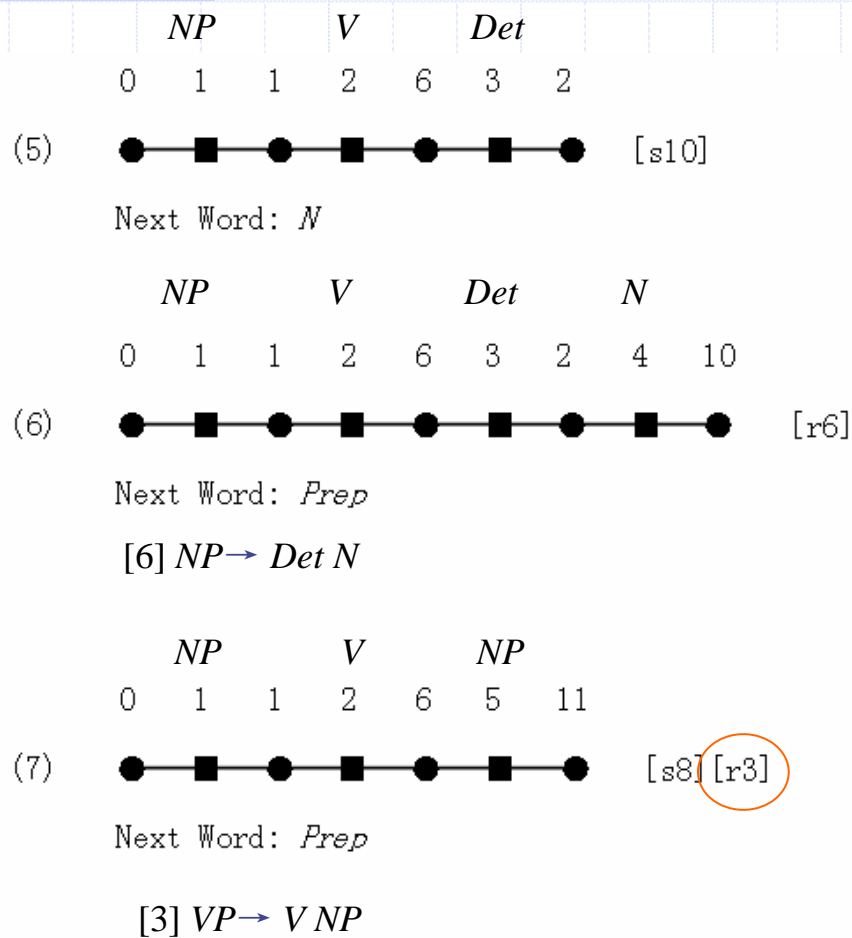 NP V Det
0 1 1 2 6 3 2
(5) [s10]
Next Word: N
NP V Det N
0 1 1 2 6 3 2 4 10
(6) [r6]
Next Word: Prep
[6] NP→ Det N
NP V NP
0 1 1 2 6 5 11
(7) [s8] [r3]
Next Word: Prep
[3] VP→ V NP